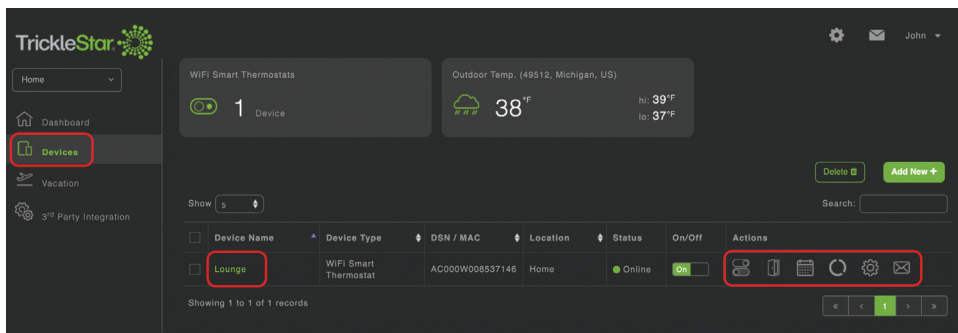 TrickleStar
John
Home
WiFi Smart Thermostats
1 Device
Outdoor Temp. (49512, Michigan, US)
38°F
hi: 39°F
lo: 37°F
Dashboard
Devices
Vacation
3rd Party Integration
Delete
Add New +
Show 5
Search:
Device Name Device Type DSN / MAC Location Status On/Off Actions
Lounge WiFi Smart Thermostat AC000W008537146 Home Online On
Showing 1 to 1 of 1 records
« < 1 > »